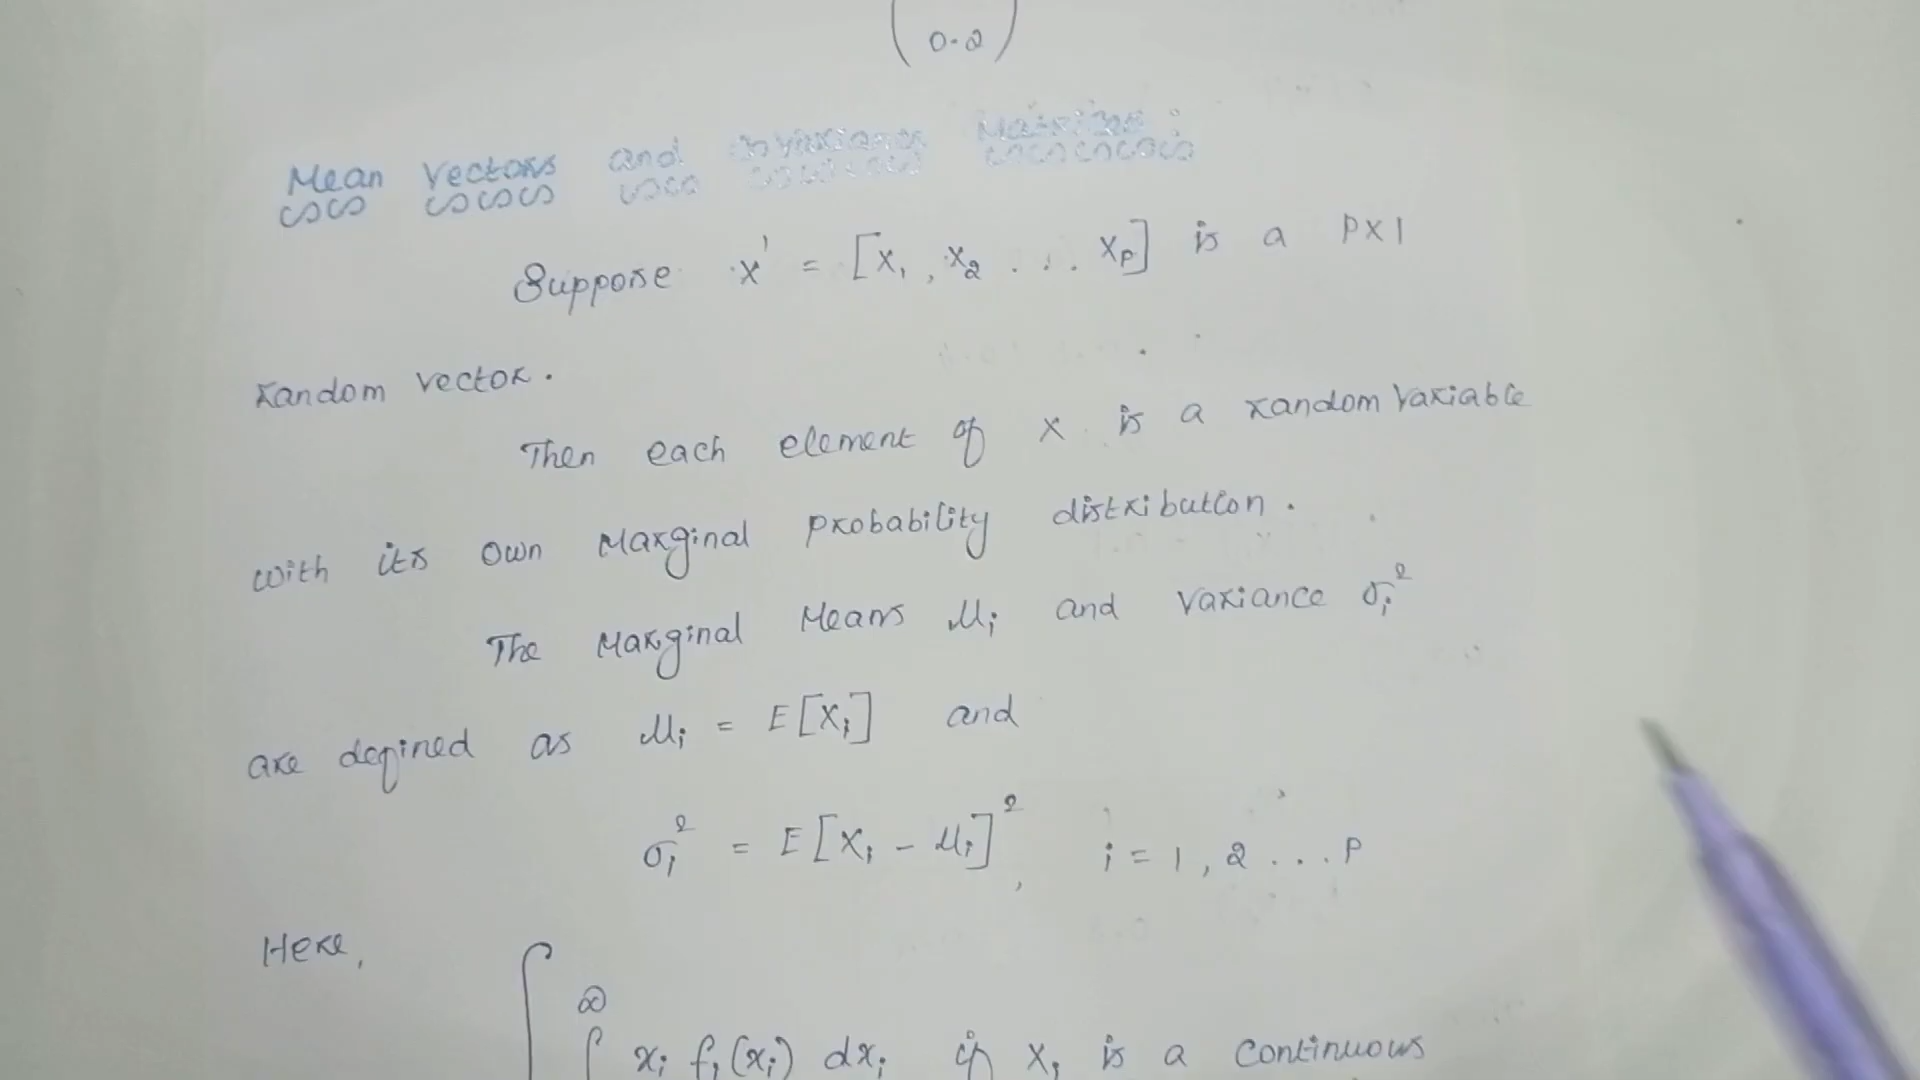 (0.2)
Mean Vectors and Covariance Matrices :
Suppose X' = [X₁, X₂ ... Xₚ] is a P×1
random vector.
Then each element of X is a random variable
with its own Marginal probability distribution.
The Marginal Means μᵢ and variance σᵢ²
are defined as μᵢ = E[Xᵢ] and
σᵢ² = E[Xᵢ - μᵢ]², i = 1, 2 ... P
Here,
∞
∫ xᵢ fᵢ(xᵢ) dxᵢ if Xᵢ is a continuous